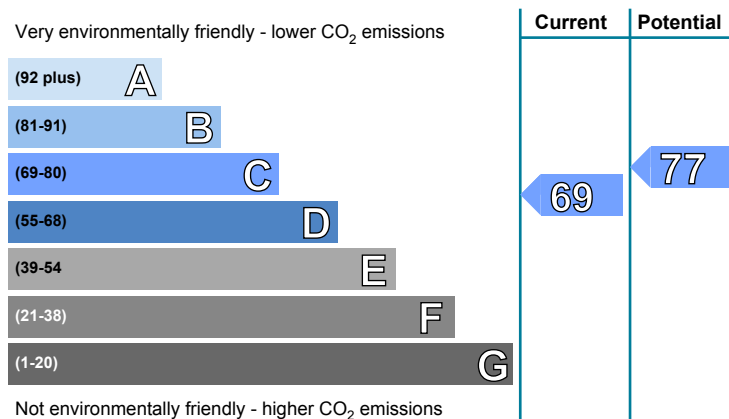 Very environmentally friendly - lower CO₂ emissions
Current
Potential
(92 plus) A
(81-91) B
(69-80) C
(55-68) D
(39-54 E
(21-38) F
(1-20) G
69
77
Not environmentally friendly - higher CO₂ emissions